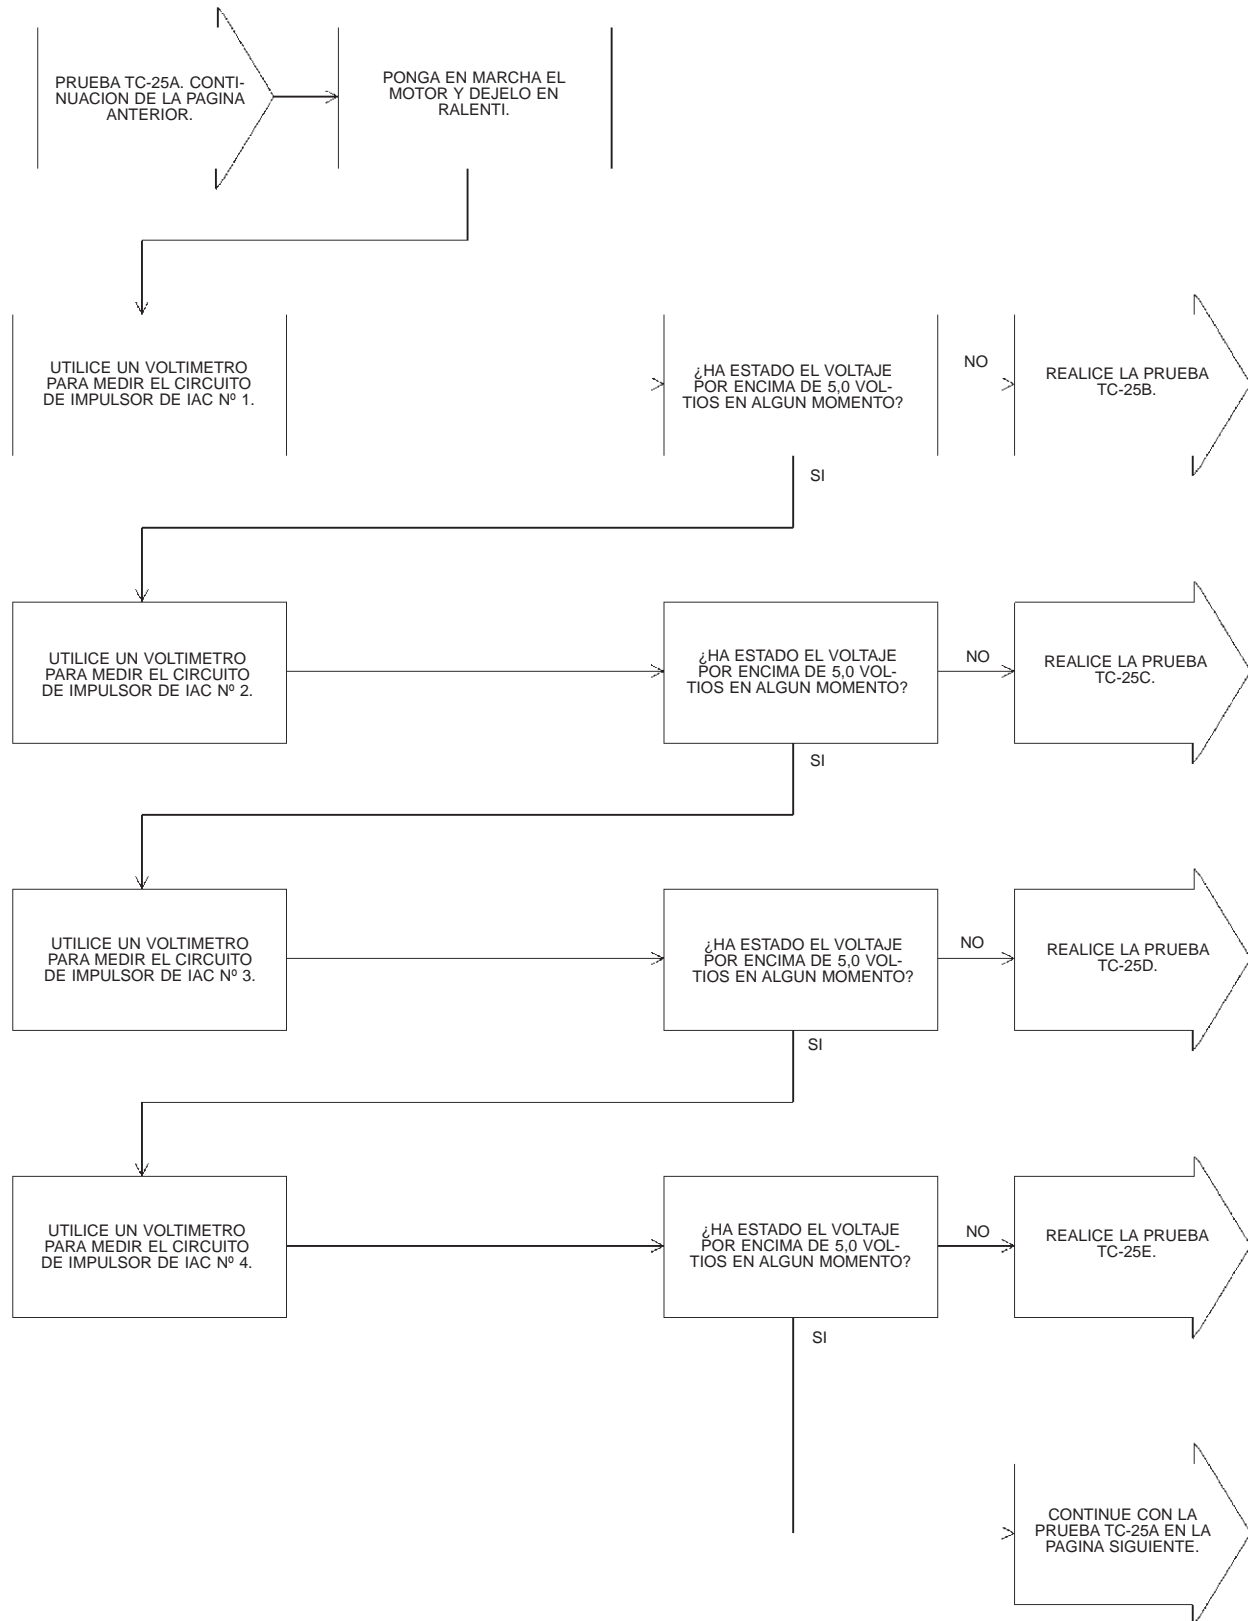 PRUEBA TC-25A. CONTI-
NUACION DE LA PAGINA
ANTERIOR.
PONGA EN MARCHA EL
MOTOR Y DEJELO EN
RALENTI.
UTILICE UN VOLTIMETRO
PARA MEDIR EL CIRCUITO
DE IMPULSOR DE IAC Nº 1.
¿HA ESTADO EL VOLTAJE
POR ENCIMA DE 5,0 VOL-
TIOS EN ALGUN MOMENTO?
NO
REALICE LA PRUEBA
TC-25B.
SI
UTILICE UN VOLTIMETRO
PARA MEDIR EL CIRCUITO
DE IMPULSOR DE IAC Nº 2.
¿HA ESTADO EL VOLTAJE
POR ENCIMA DE 5,0 VOL-
TIOS EN ALGUN MOMENTO?
NO
REALICE LA PRUEBA
TC-25C.
SI
UTILICE UN VOLTIMETRO
PARA MEDIR EL CIRCUITO
DE IMPULSOR DE IAC Nº 3.
¿HA ESTADO EL VOLTAJE
POR ENCIMA DE 5,0 VOL-
TIOS EN ALGUN MOMENTO?
NO
REALICE LA PRUEBA
TC-25D.
SI
UTILICE UN VOLTIMETRO
PARA MEDIR EL CIRCUITO
DE IMPULSOR DE IAC Nº 4.
¿HA ESTADO EL VOLTAJE
POR ENCIMA DE 5,0 VOL-
TIOS EN ALGUN MOMENTO?
NO
REALICE LA PRUEBA
TC-25E.
SI
CONTINUE CON LA
PRUEBA TC-25A EN LA
PAGINA SIGUIENTE.